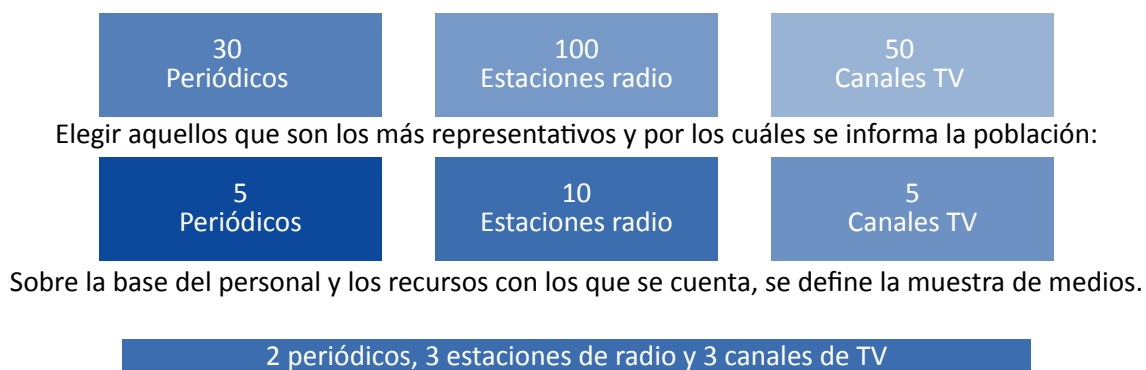 30
Periódicos
100
Estaciones radio
50
Canales TV
Elegir aquellos que son los más representativos y por los cuáles se informa la población:
5
Periódicos
10
Estaciones radio
5
Canales TV
Sobre la base del personal y los recursos con los que se cuenta, se define la muestra de medios.
2 periódicos, 3 estaciones de radio y 3 canales de TV